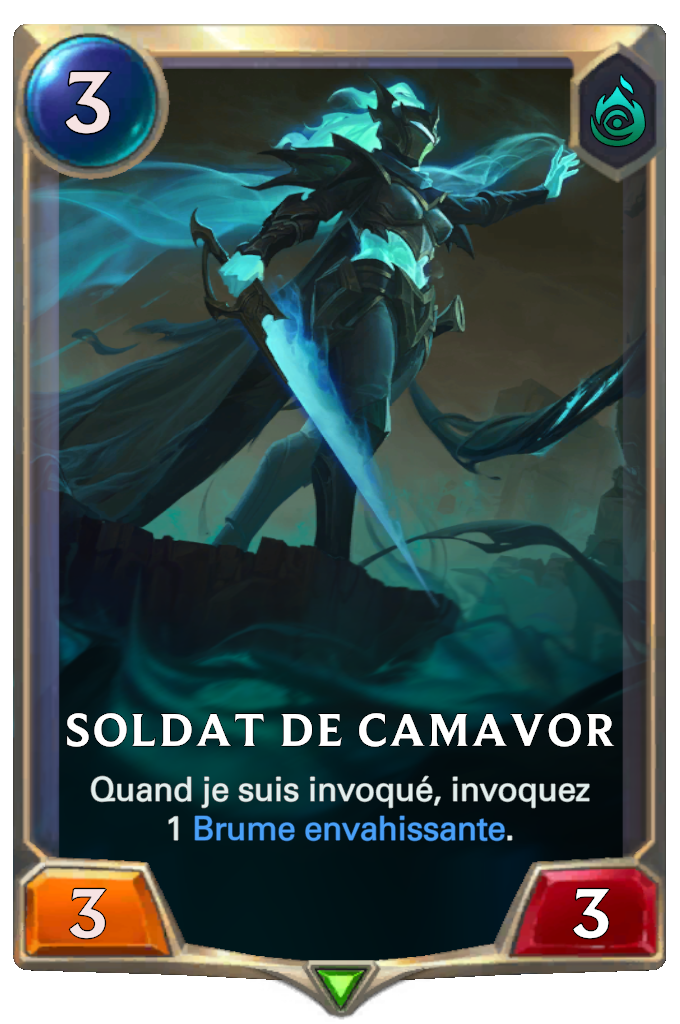 3
SOLDAT DE CAMAVOR
Quand je suis invoqué, invoquez
1 Brume envahissante.
3
3